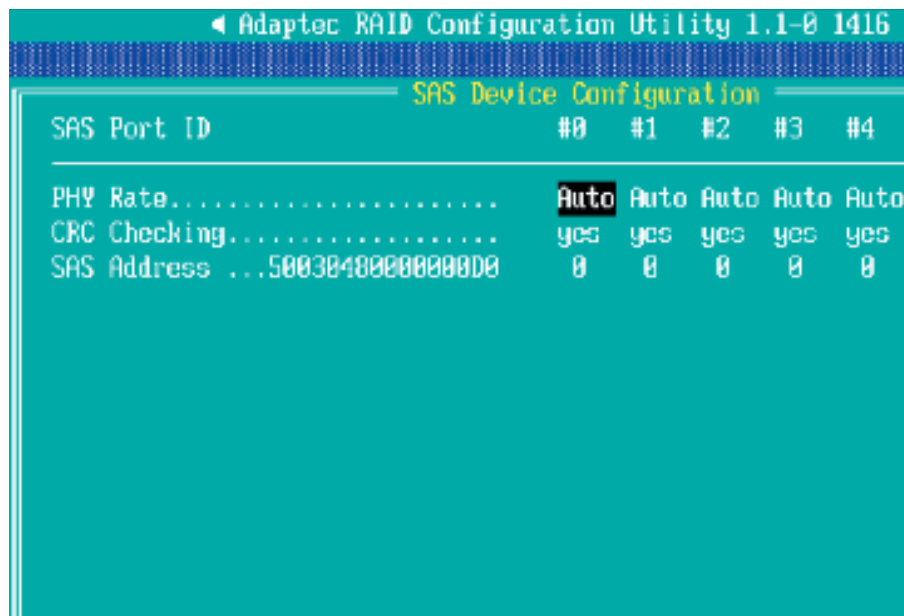 ◄ Adaptec RAID Configuration Utility 1.1-0 1416
SAS Device Configuration
SAS Port ID #0 #1 #2 #3 #4
PHY Rate....................... Auto Auto Auto Auto Auto
CRC Checking................... yes yes yes yes yes
SAS Address ...50030480000000D0 0 0 0 0 0